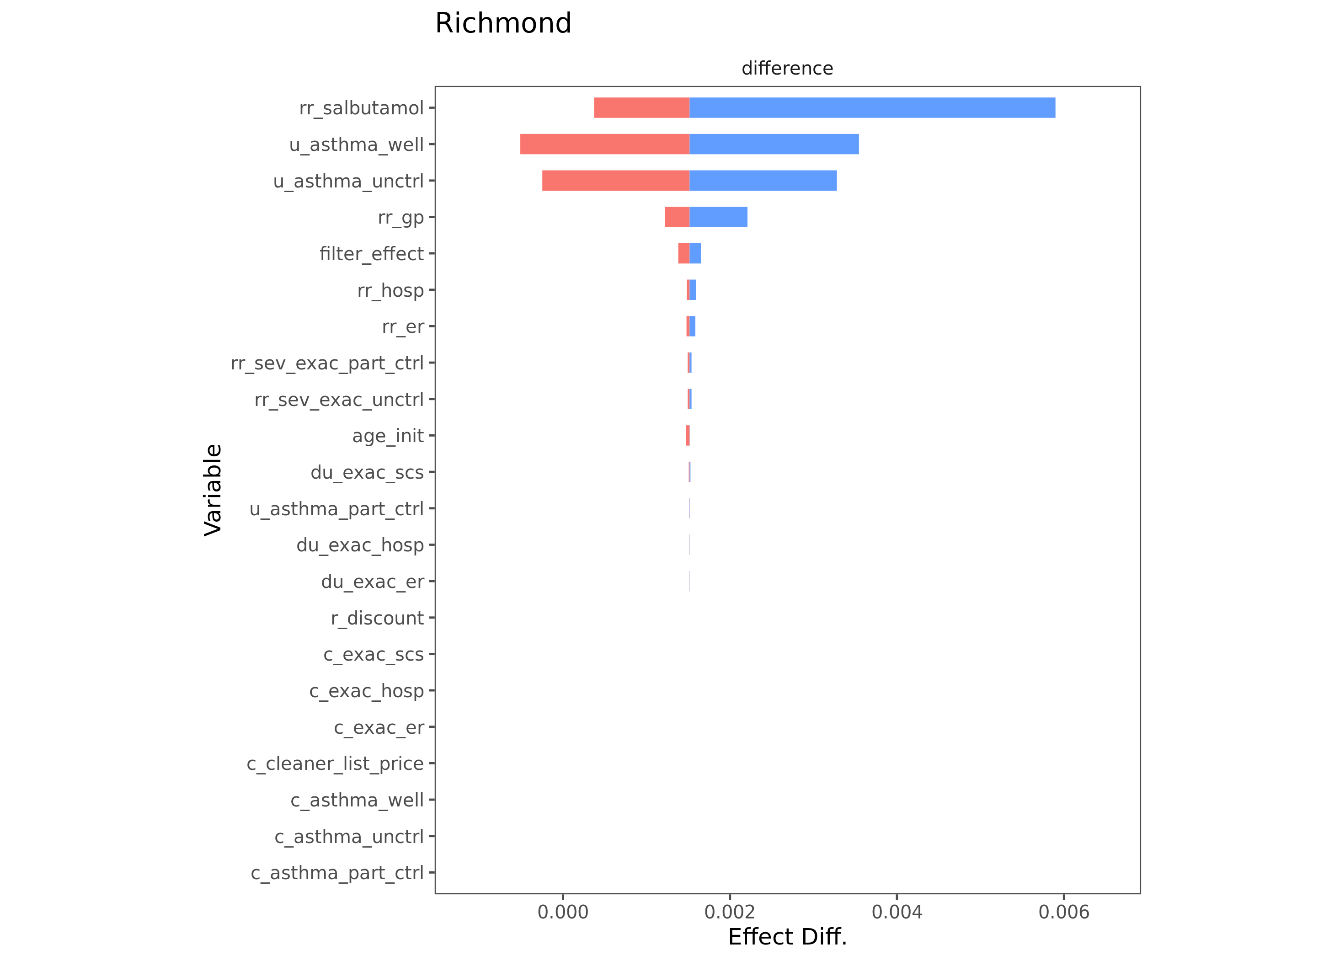 Richmond
difference
rr_salbutamol
u_asthma_well
u_asthma_unctrl
rr_gp
filter_effect
rr_hosp
rr_er
rr_sev_exac_part_ctrl
rr_sev_exac_unctrl
age_init
du_exac_scs
u_asthma_part_ctrl
du_exac_hosp
du_exac_er
r_discount
c_exac_scs
c_exac_hosp
c_exac_er
c_cleaner_list_price
c_asthma_well
c_asthma_unctrl
c_asthma_part_ctrl
Variable
0.000 0.002 0.004 0.006
Effect Diff.